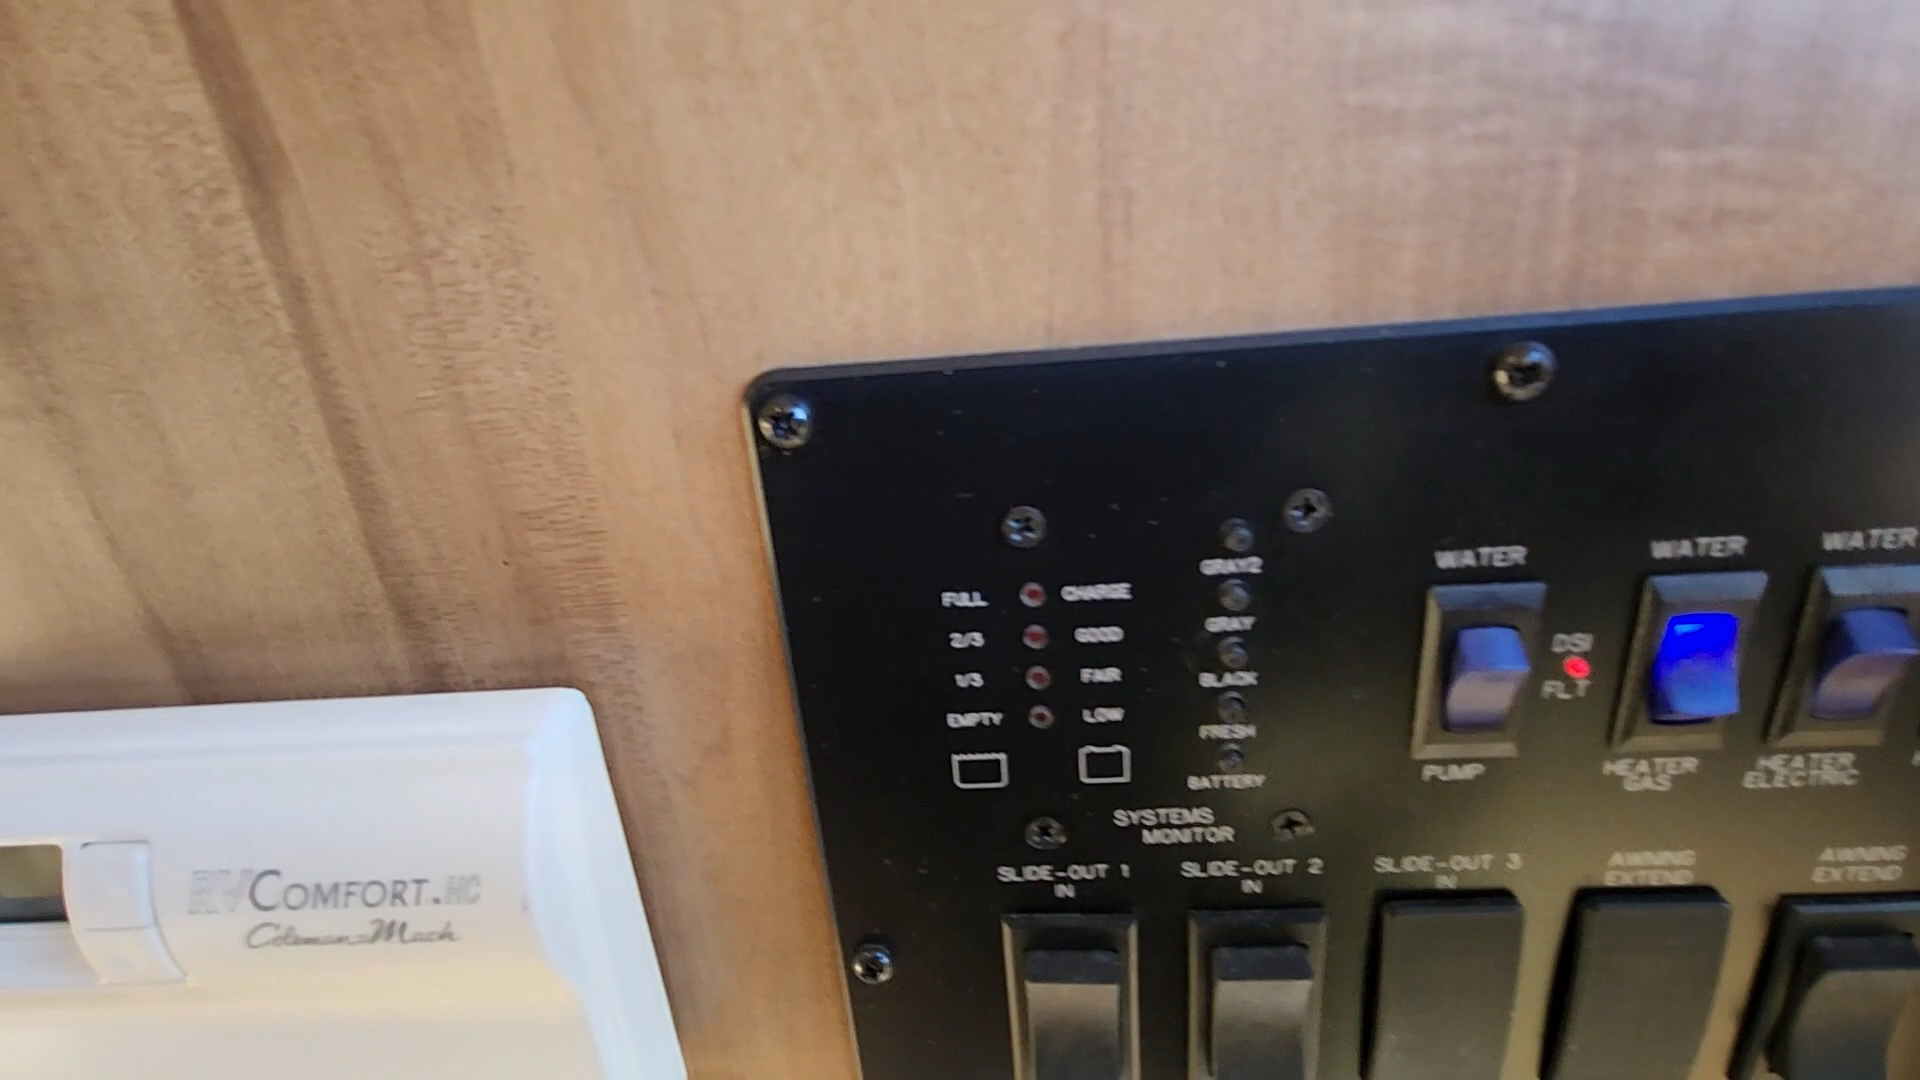 FULL CHARGE
2/3 GOOD
1/3 FAIR
EMPTY LOW
GRAY2
GRAY
BLACK
FRESH
BATTERY
SYSTEMS
MONITOR
WATER
PUMP
DSI
FLT
WATER
HEATER
GAS
WATER
HEATER
ELECTRIC
SLIDE-OUT 1
IN
SLIDE-OUT 2
IN
SLIDE-OUT 3
IN
AWNING
EXTEND
AWNING
EXTEND
RVCOMFORT.HC
Coleman-Mach